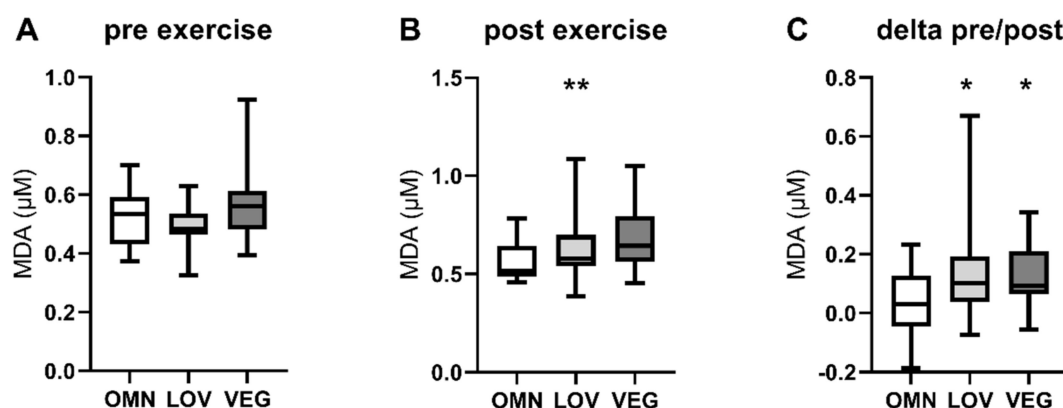 A pre exercise
MDA (µM)
1.0
0.8
0.6
0.4
0.2
0.0
OMN LOV VEG
B post exercise
MDA (µM)
1.5
1.0
0.5
0.0
**
OMN LOV VEG
C delta pre/post
MDA (µM)
0.8
0.6
0.4
0.2
0.0
-0.2
* *
OMN LOV VEG